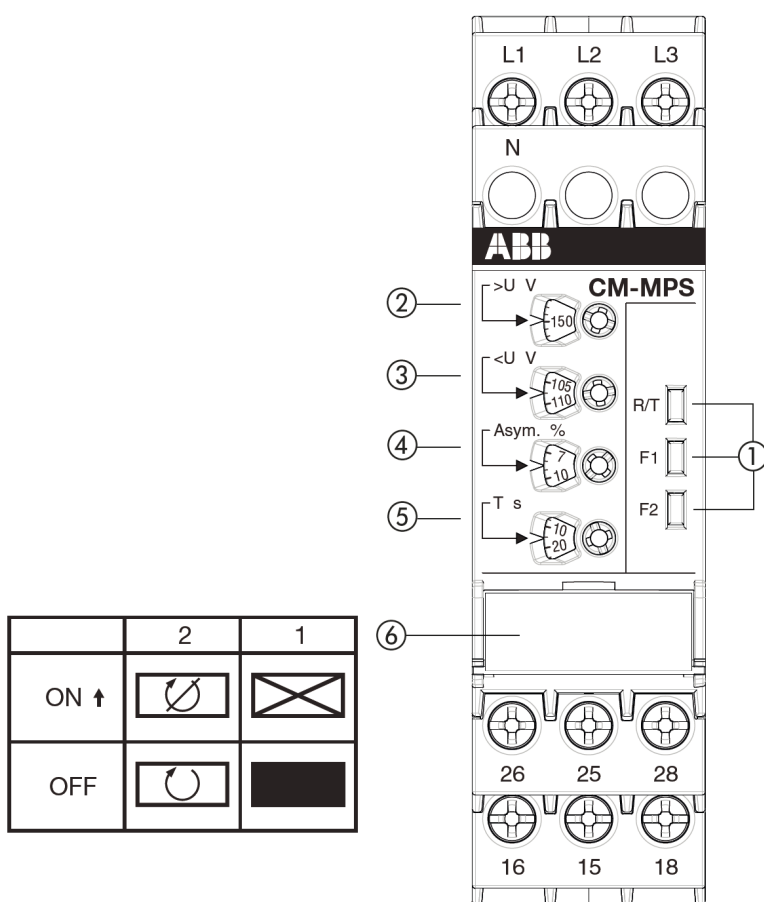 L1 L2 L3
N
ABB
>U V
CM-MPS
②
150
<U V
③
105
110
R/T
Asym. %
④
7
10
F1
①
T s
⑤
10
20
F2
⑥
2 1
ON ↑
OFF
26 25 28
16 15 18